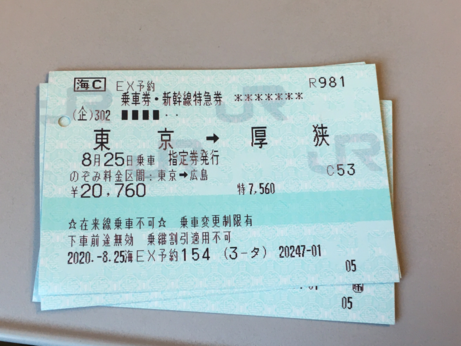 海C EX予約 R981
乗車券・新幹線特急券 *******
(企)302 ■■■■・・
東京 → 厚狭
8月25日乗車 指定券発行 C53
のぞみ料金区間:東京→広島
¥20,760 特7,560
☆在来線乗車不可☆ 乗車変更制限有
下車前途無効 乗継割引適用不可
2020.-8.25海EX予約154 (3-タ) 20247-01
05
05